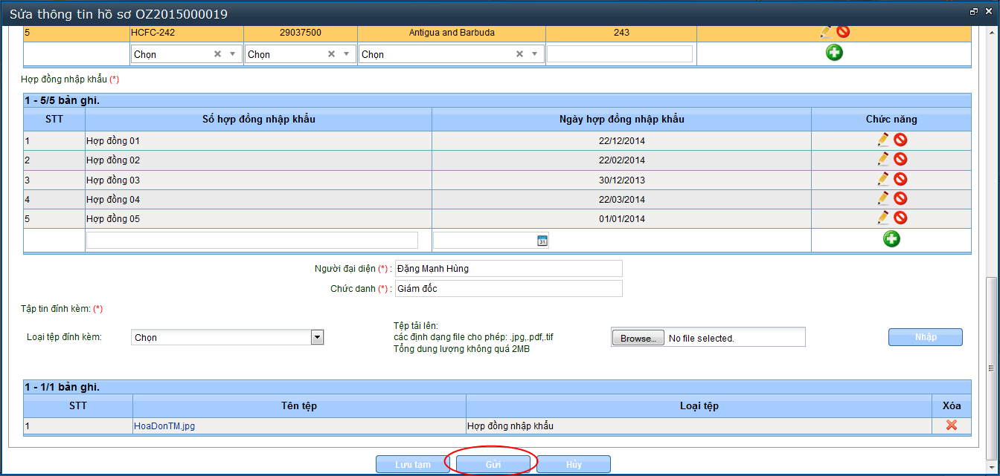 Sửa thông tin hồ sơ OZ2015000019
5 HCFC-242 29037500 Antigua and Barbuda 243
Chọn Chọn Chọn
Hợp đồng nhập khẩu (*)
1 - 5/5 bản ghi.
STT Số hợp đồng nhập khẩu Ngày hợp đồng nhập khẩu Chức năng
1 Hợp đồng 01 22/12/2014
2 Hợp đồng 02 22/02/2014
3 Hợp đồng 03 30/12/2013
4 Hợp đồng 04 22/03/2014
5 Hợp đồng 05 01/01/2014
31
Người đại diện (*) : Đặng Mạnh Hùng
Chức danh (*) : Giám đốc
Tập tin đính kèm: (*)
Tệp tải lên:
Loại tệp đính kèm: Chọn các định dạng file cho phép: .jpg,.pdf,.tif Browse... No file selected. Nhập
Tổng dung lượng không quá 2MB
1 - 1/1 bản ghi.
STT Tên tệp Loại tệp Xóa
1 HoaDonTM.jpg Hợp đồng nhập khẩu
Lưu tạm Gửi Hủy